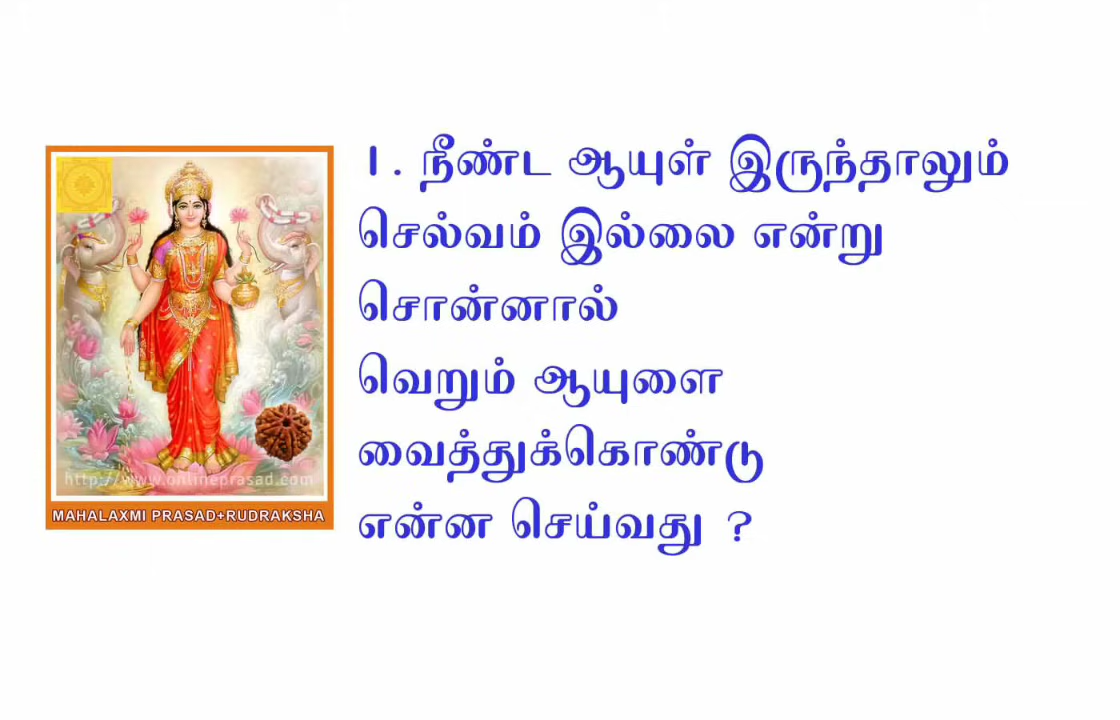 1. நீண்ட ஆயுள் இருந்தாலும்
செல்வம் இல்லை என்று
சொன்னால்
வெறும் ஆயுளை
வைத்துக்கொண்டு
என்ன செய்வது ?
http://www.onlineprasad.com
MAHALAXMI PRASAD+RUDRAKSHA